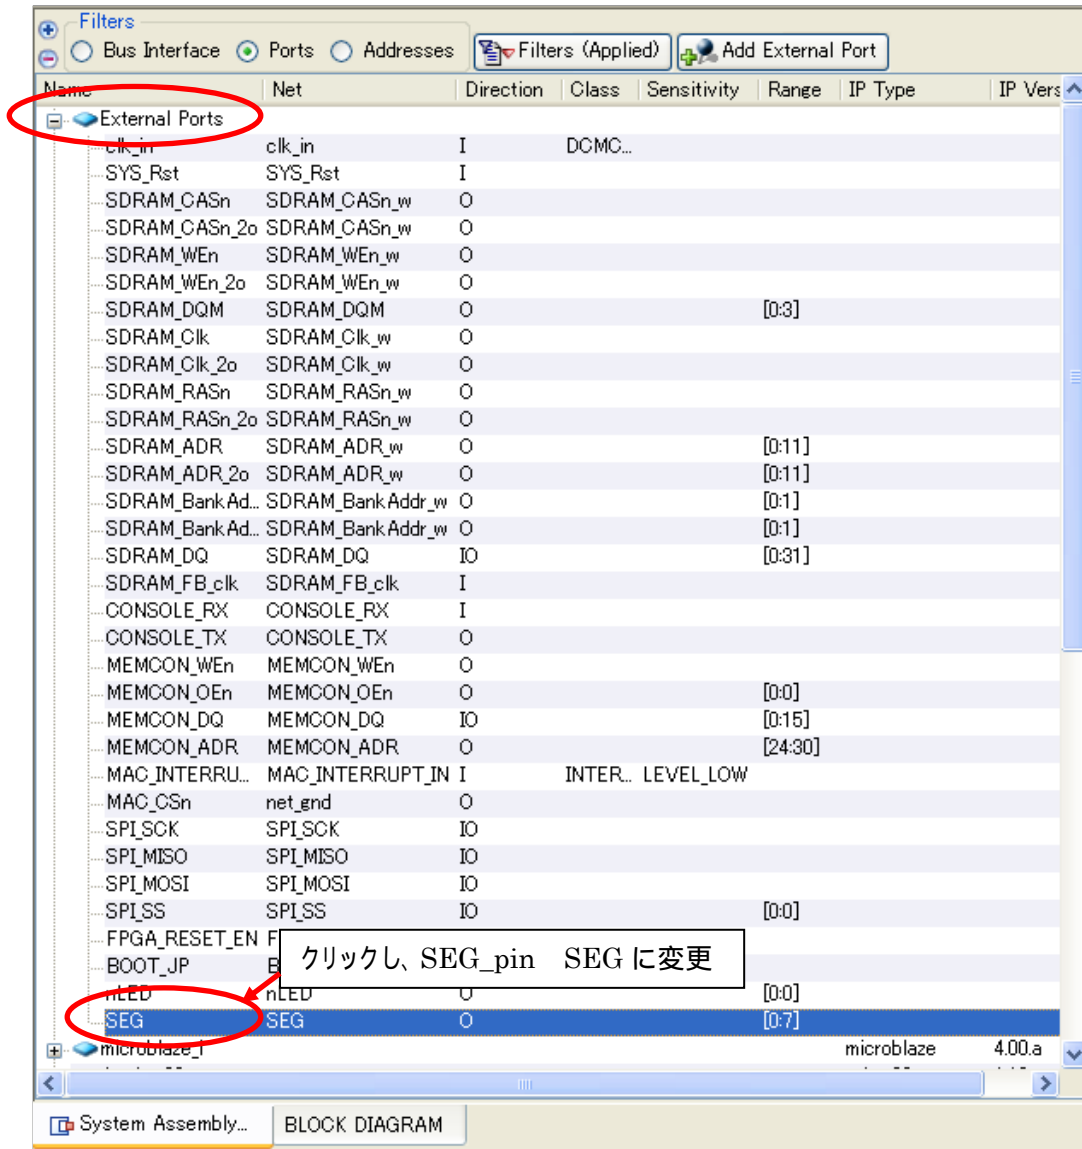 Filters
Bus Interface Ports Addresses Filters (Applied) Add External Port
Name Net Direction Class Sensitivity Range IP Type IP Vers
External Ports
clk_in clk_in I DCMC...
SYS_Rst SYS_Rst I
SDRAM_CASn SDRAM_CASn_w O
SDRAM_CASn_2o SDRAM_CASn_w O
SDRAM_WEn SDRAM_WEn_w O
SDRAM_WEn_2o SDRAM_WEn_w O
SDRAM_DQM SDRAM_DQM O [0:3]
SDRAM_Clk SDRAM_Clk_w O
SDRAM_Clk_2o SDRAM_Clk_w O
SDRAM_RASn SDRAM_RASn_w O
SDRAM_RASn_2o SDRAM_RASn_w O
SDRAM_ADR SDRAM_ADR_w O [0:11]
SDRAM_ADR_2o SDRAM_ADR_w O [0:11]
SDRAM_BankAd... SDRAM_BankAddr_w O [0:1]
SDRAM_BankAd... SDRAM_BankAddr_w O [0:1]
SDRAM_DQ SDRAM_DQ IO [0:31]
SDRAM_FB_clk SDRAM_FB_clk I
CONSOLE_RX CONSOLE_RX I
CONSOLE_TX CONSOLE_TX O
MEMCON_WEn MEMCON_WEn O
MEMCON_OEn MEMCON_OEn O [0:0]
MEMCON_DQ MEMCON_DQ IO [0:15]
MEMCON_ADR MEMCON_ADR O [24:30]
MAC_INTERRU... MAC_INTERRUPT_IN I INTER... LEVEL_LOW
MAC_CSn net_gnd O
SPI_SCK SPI_SCK IO
SPI_MISO SPI_MISO IO
SPI_MOSI SPI_MOSI IO
SPI_SS SPI_SS IO [0:0]
FPGA_RESET_EN F
BOOT_JP B
クリックし、SEG_pin SEG に変更
nLED nLED O [0:0]
SEG SEG O [0:7]
microblaze_i microblaze 4.00.a
System Assembly... BLOCK DIAGRAM